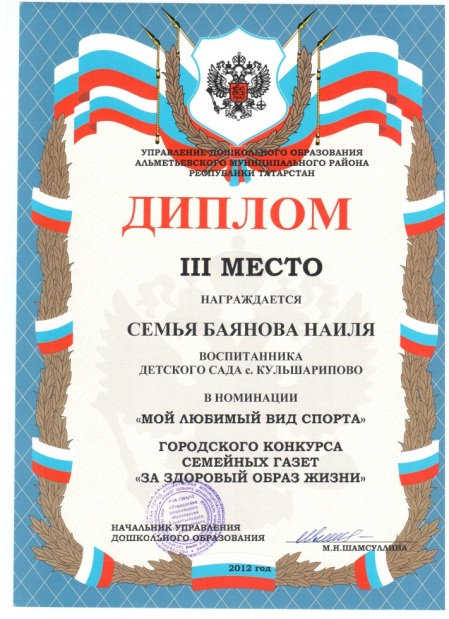 УПРАВЛЕНИЕ ДОШКОЛЬНОГО ОБРАЗОВАНИЯ
АЛЬМЕТЬЕВСКОГО МУНИЦИПАЛЬНОГО РАЙОНА
РЕСПУБЛИКИ ТАТАРСТАН
ДИПЛОМ
III МЕСТО
НАГРАЖДАЕТСЯ
СЕМЬЯ БАЯНОВА НАИЛЯ
ВОСПИТАННИКА
ДЕТСКОГО САДА с. КУЛЬШАРИПОВО
В НОМИНАЦИИ
«МОЙ ЛЮБИМЫЙ ВИД СПОРТА»
ГОРОДСКОГО КОНКУРСА
СЕМЕЙНЫХ ГАЗЕТ
«ЗА ЗДОРОВЫЙ ОБРАЗ ЖИЗНИ»
НАЧАЛЬНИК УПРАВЛЕНИЯ
ДОШКОЛЬНОГО ОБРАЗОВАНИЯ
М.Н.ШАМСУЛЛИНА
2012 год